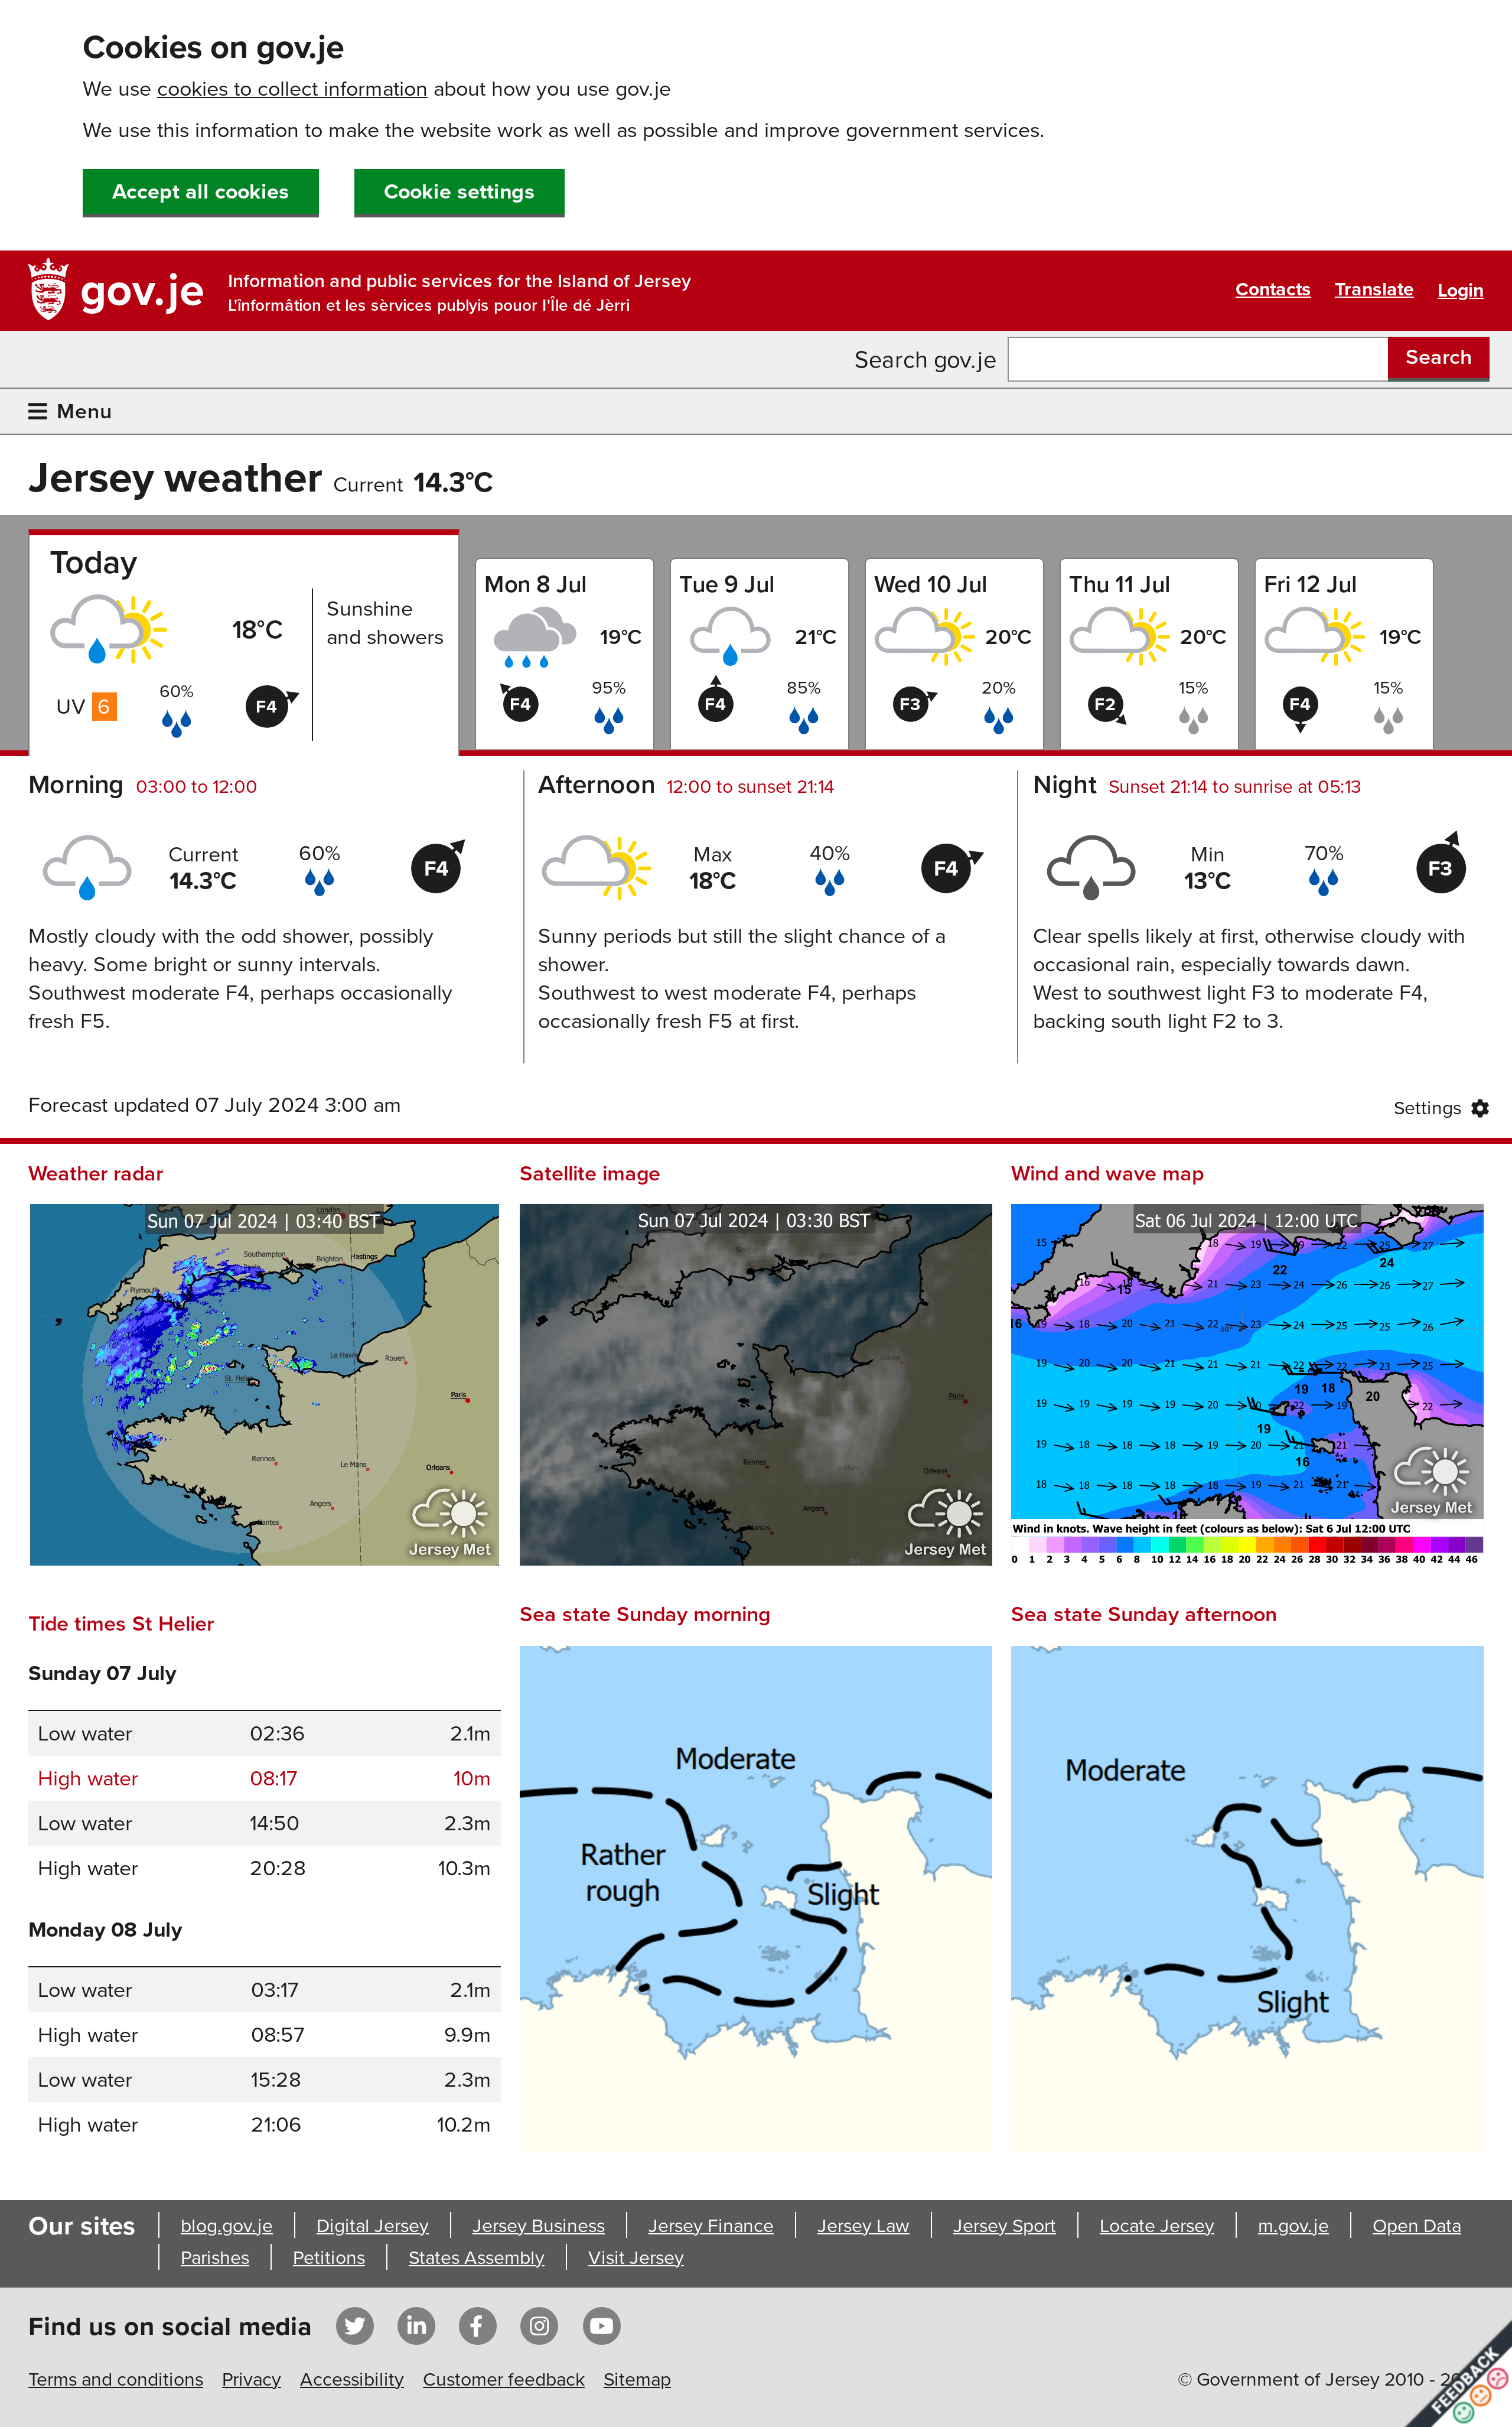 Cookies on gov.je
We use cookies to collect information about how you use gov.je
We use this information to make the website work as well as possible and improve government services.
Accept all cookies
Cookie settings
gov.je
Information and public services for the Island of Jersey
L'înformâtion et les sèrvices publyis pouor I'Île dé Jèrri
Contacts
Translate
Login
Search gov.je
Search
Menu
Jersey weather Current 14.3°C
Today
18°C
Sunshine
and showers
UV 6
60%
F4
Mon 8 Jul
19°C
F4
95%
Tue 9 Jul
21°C
F4
85%
Wed 10 Jul
20°C
F3
20%
Thu 11 Jul
20°C
F2
15%
Fri 12 Jul
19°C
F4
15%
Morning 03:00 to 12:00
Current
14.3°C
60%
F4
Mostly cloudy with the odd shower, possibly
heavy. Some bright or sunny intervals.
Southwest moderate F4, perhaps occasionally
fresh F5.
Afternoon 12:00 to sunset 21:14
Max
18°C
40%
F4
Sunny periods but still the slight chance of a
shower.
Southwest to west moderate F4, perhaps
occasionally fresh F5 at first.
Night Sunset 21:14 to sunrise at 05:13
Min
13°C
70%
F3
Clear spells likely at first, otherwise cloudy with
occasional rain, especially towards dawn.
West to southwest light F3 to moderate F4,
backing south light F2 to 3.
Forecast updated 07 July 2024 3:00 am
Settings
Weather radar
Sun 07 Jul 2024 | 03:40 BST
London
Southampton
Brighton
Hastings
Plymouth
Rouen
St. Helier
Paris
Rennes
Le Mans
Orleans
Angers
Jersey Met
Satellite image
Sun 07 Jul 2024 | 03:30 BST
Paris
Rennes
Orleans
Angers
Jersey Met
Wind and wave map
Sat 06 Jul 2024 | 12:00 UTC
Jersey Met
Wind in knots. Wave height in feet (colours as below): Sat 6 Jul 12:00 UTC
0 1 2 3 4 5 6 8 10 12 14 16 18 20 22 24 26 28 30 32 34 36 38 40 42 44 46
Tide times St Helier
Sunday 07 July
Low water 02:36 2.1m
High water 08:17 10m
Low water 14:50 2.3m
High water 20:28 10.3m
Monday 08 July
Low water 03:17 2.1m
High water 08:57 9.9m
Low water 15:28 2.3m
High water 21:06 10.2m
Sea state Sunday morning
Moderate
Rather
rough
Slight
Sea state Sunday afternoon
Moderate
Slight
Our sites
blog.gov.je
Digital Jersey
Jersey Business
Jersey Finance
Jersey Law
Jersey Sport
Locate Jersey
m.gov.je
Open Data
Parishes
Petitions
States Assembly
Visit Jersey
Find us on social media
Terms and conditions
Privacy
Accessibility
Customer feedback
Sitemap
© Government of Jersey 2010 -
FEEDBACK